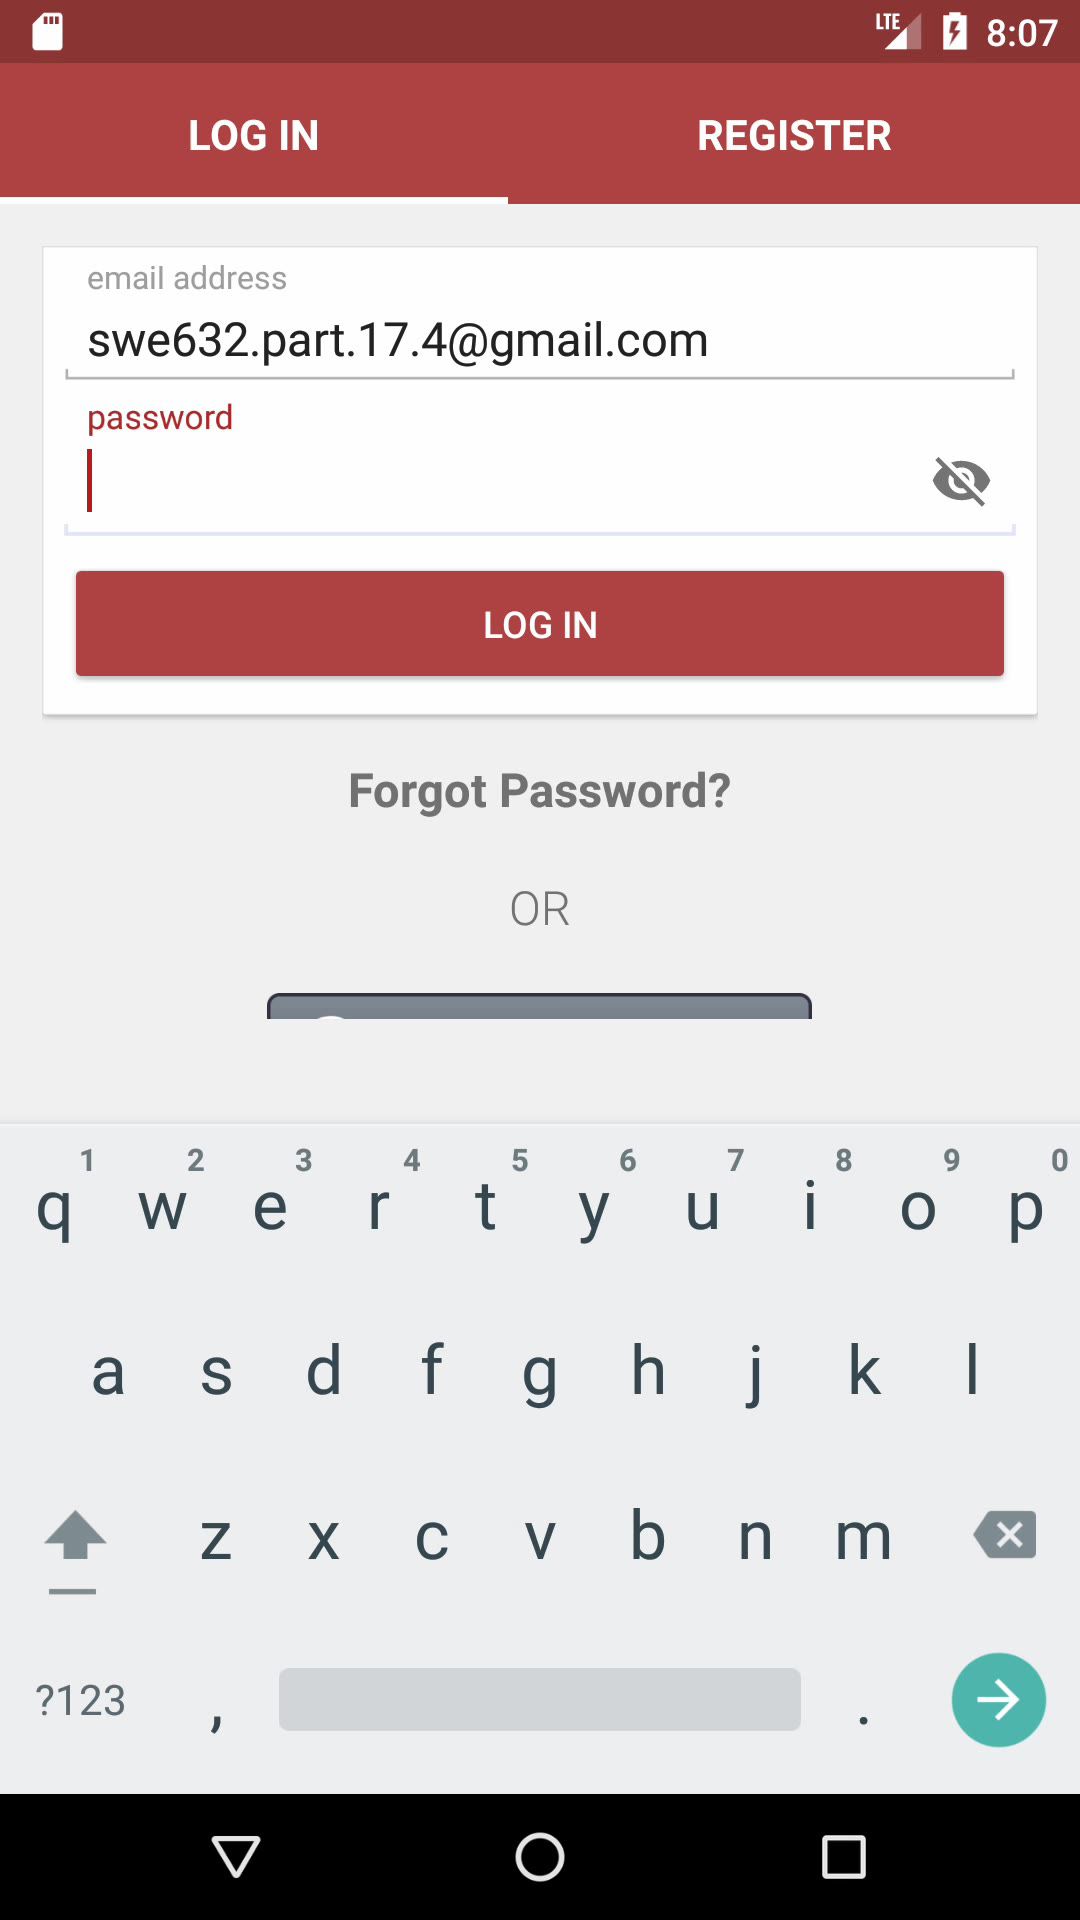 LTE 8:07
LOG IN REGISTER
email address
swe632.part.17.4@gmail.com
password
LOG IN
Forgot Password?
OR
1 2 3 4 5 6 7 8 9 0
q w e r t y u i o p
a s d f g h j k l
z x c v b n m
?123 , .